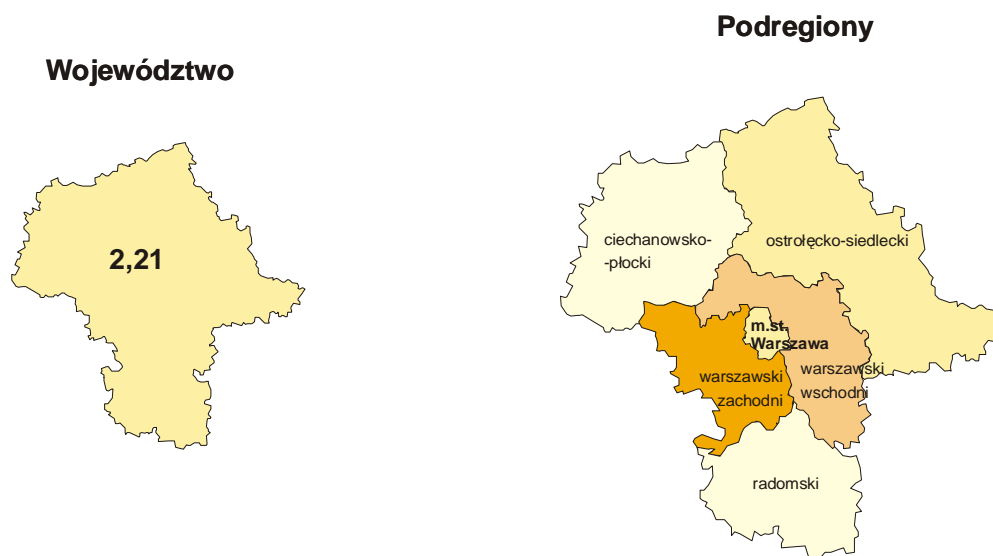 Województwo
2,21
Podregiony
ciechanowsko-
-płocki
ostrołęcko-siedlecki
m.st.
Warszawa
warszawski
zachodni
warszawski
wschodni
radomski